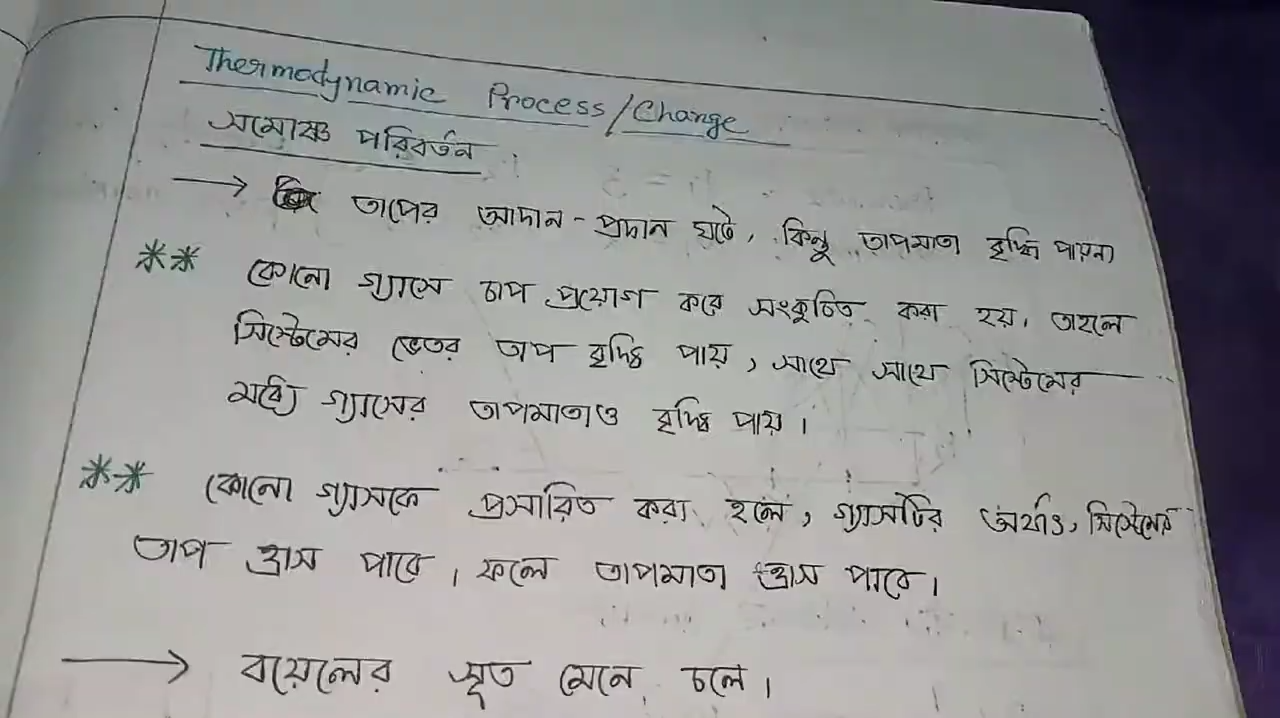 Thermodynamic Process/Change
সমোষ্ণ পরিবর্তন
→ তাপের আদান-প্রদান ঘটে, কিন্তু তাপমাত্রা বৃদ্ধি পায়না
** কোনো গ্যাসে চাপ প্রয়োগ করে সংকুচিত করা হয়, তাহলে
সিস্টেমের ভেতর তাপ বৃদ্ধি পায়, সাথে সাথে সিস্টেমের
মধ্যে গ্যাসের তাপমাত্রাও বৃদ্ধি পায়।
** কোনো গ্যাসকে প্রসারিত করা হলে, গ্যাসটির অর্থাৎ, সিস্টেমের
তাপ হ্রাস পাবে। ফলে তাপমাত্রা হ্রাস পাবে।
→ বয়েলের সূত্র মেনে চলে।